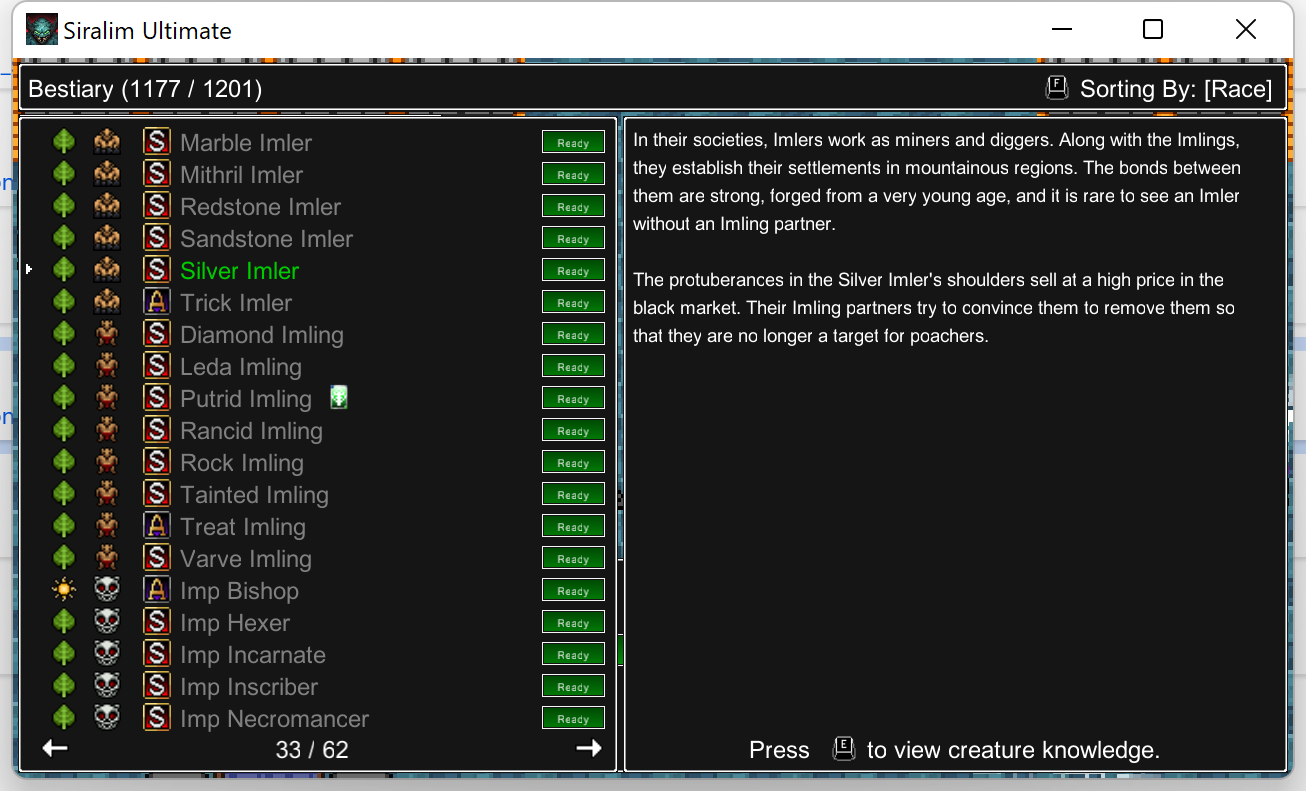 Siralim Ultimate
Bestiary (1177 / 1201)
F Sorting By: [Race]
S Marble Imler Ready
S Mithril Imler Ready
S Redstone Imler Ready
S Sandstone Imler Ready
S Silver Imler Ready
A Trick Imler Ready
S Diamond Imling Ready
S Leda Imling Ready
S Putrid Imling Ready
S Rancid Imling Ready
S Rock Imling Ready
S Tainted Imling Ready
A Treat Imling Ready
S Varve Imling Ready
A Imp Bishop Ready
S Imp Hexer Ready
S Imp Incarnate Ready
S Imp Inscriber Ready
S Imp Necromancer Ready
33 / 62
In their societies, Imlers work as miners and diggers. Along with the Imlings,
they establish their settlements in mountainous regions. The bonds between
them are strong, forged from a very young age, and it is rare to see an Imler
without an Imling partner.
The protuberances in the Silver Imler's shoulders sell at a high price in the
black market. Their Imling partners try to convince them to remove them so
that they are no longer a target for poachers.
Press E to view creature knowledge.